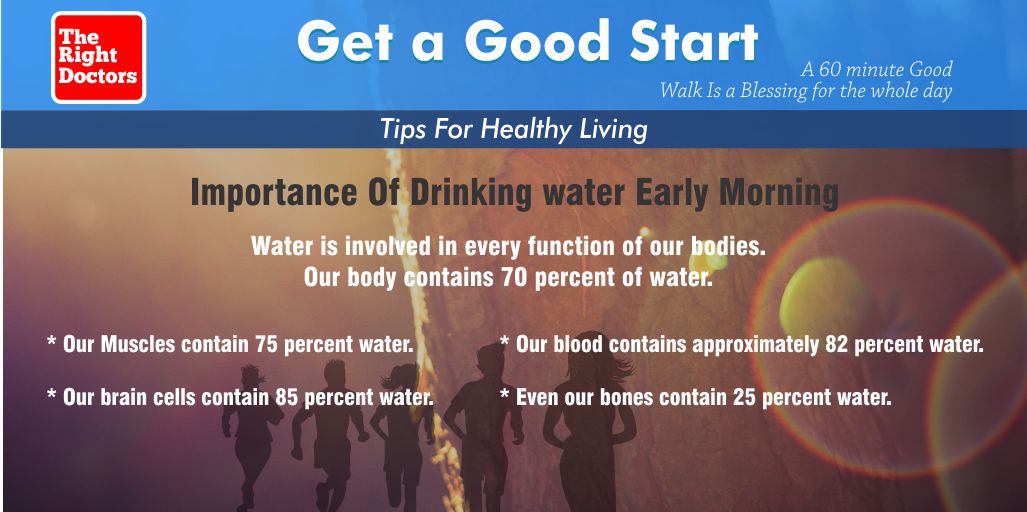 The
Right
Doctors
Get a Good Start
A 60 minute Good
Walk Is a Blessing for the whole day
Tips For Healthy Living
Importance Of Drinking water Early Morning
Water is involved in every function of our bodies.
Our body contains 70 percent of water.
* Our Muscles contain 75 percent water.
* Our blood contains approximately 82 percent water.
* Our brain cells contain 85 percent water.
* Even our bones contain 25 percent water.